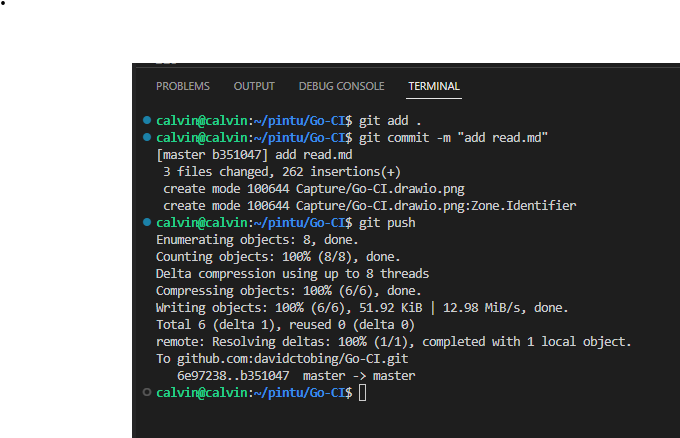 PROBLEMS OUTPUT DEBUG CONSOLE TERMINAL
calvin@calvin:~/pintu/Go-CI$ git add .
calvin@calvin:~/pintu/Go-CI$ git commit -m "add read.md"
[master b351047] add read.md
3 files changed, 262 insertions(+)
create mode 100644 Capture/Go-CI.drawio.png
create mode 100644 Capture/Go-CI.drawio.png:Zone.Identifier
calvin@calvin:~/pintu/Go-CI$ git push
Enumerating objects: 8, done.
Counting objects: 100% (8/8), done.
Delta compression using up to 8 threads
Compressing objects: 100% (6/6), done.
Writing objects: 100% (6/6), 51.92 KiB | 12.98 MiB/s, done.
Total 6 (delta 1), reused 0 (delta 0)
remote: Resolving deltas: 100% (1/1), completed with 1 local object.
To github.com:davidctobing/Go-CI.git
6e97238..b351047 master -> master
calvin@calvin:~/pintu/Go-CI$